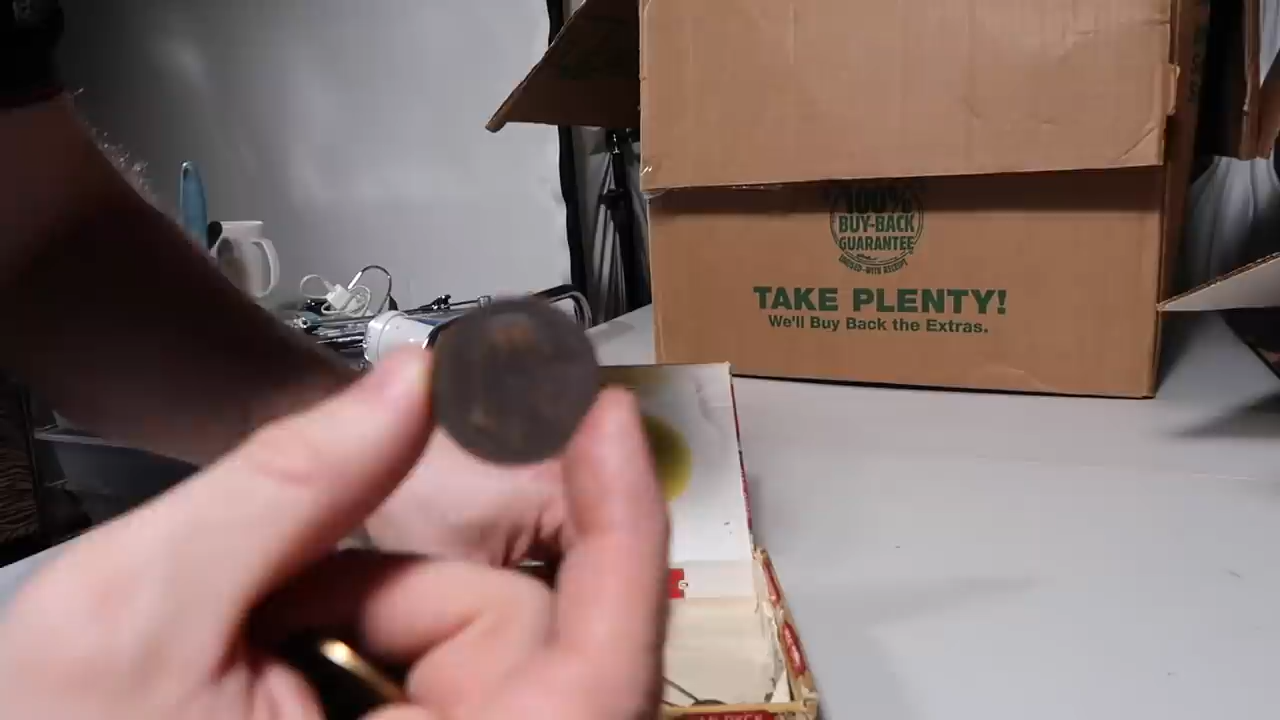 100%
BUY-BACK
GUARANTEE
TAKE PLENTY!
We'll Buy Back the Extras.